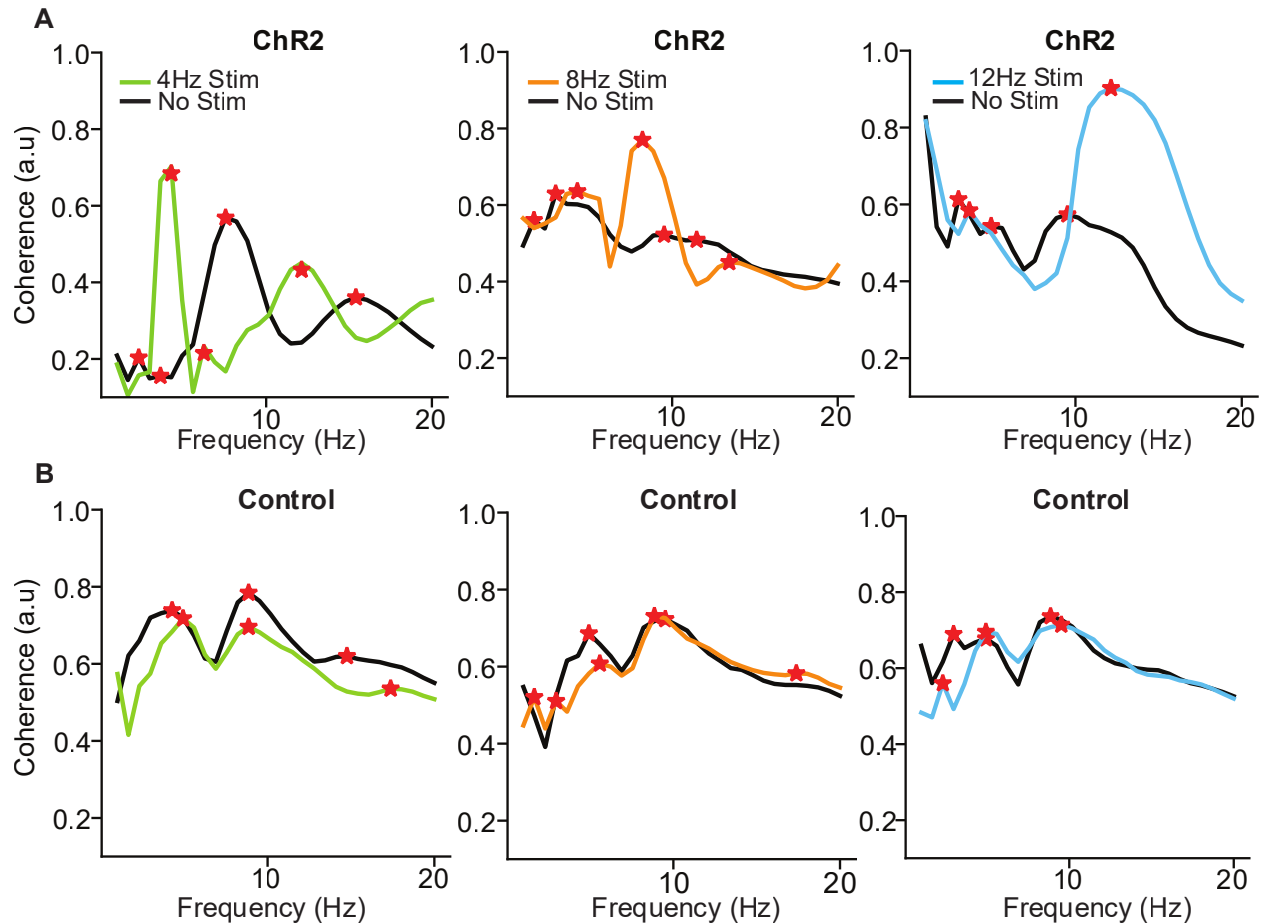 A
ChR2
ChR2
ChR2
1.0
0.8
0.6
0.4
0.2
Coherence (a.u)
4Hz Stim
No Stim
10
20
Frequency (Hz)
1.0
0.8
0.6
0.4
0.2
8Hz Stim
No Stim
10
20
Frequency (Hz)
1.0
0.8
0.6
0.4
0.2
12Hz Stim
No Stim
10
20
Frequency (Hz)
B
Control
Control
Control
1.0
0.8
0.6
0.4
0.2
Coherence (a.u)
10
20
Frequency (Hz)
1.0
0.8
0.6
0.4
0.2
10
20
Frequency (Hz)
1.0
0.8
0.6
0.4
0.2
10
20
Frequency (Hz)